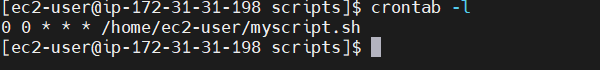 [ec2-user@ip-172-31-31-198 scripts]$ crontab -l
0 0 * * * /home/ec2-user/myscript.sh
[ec2-user@ip-172-31-31-198 scripts]$